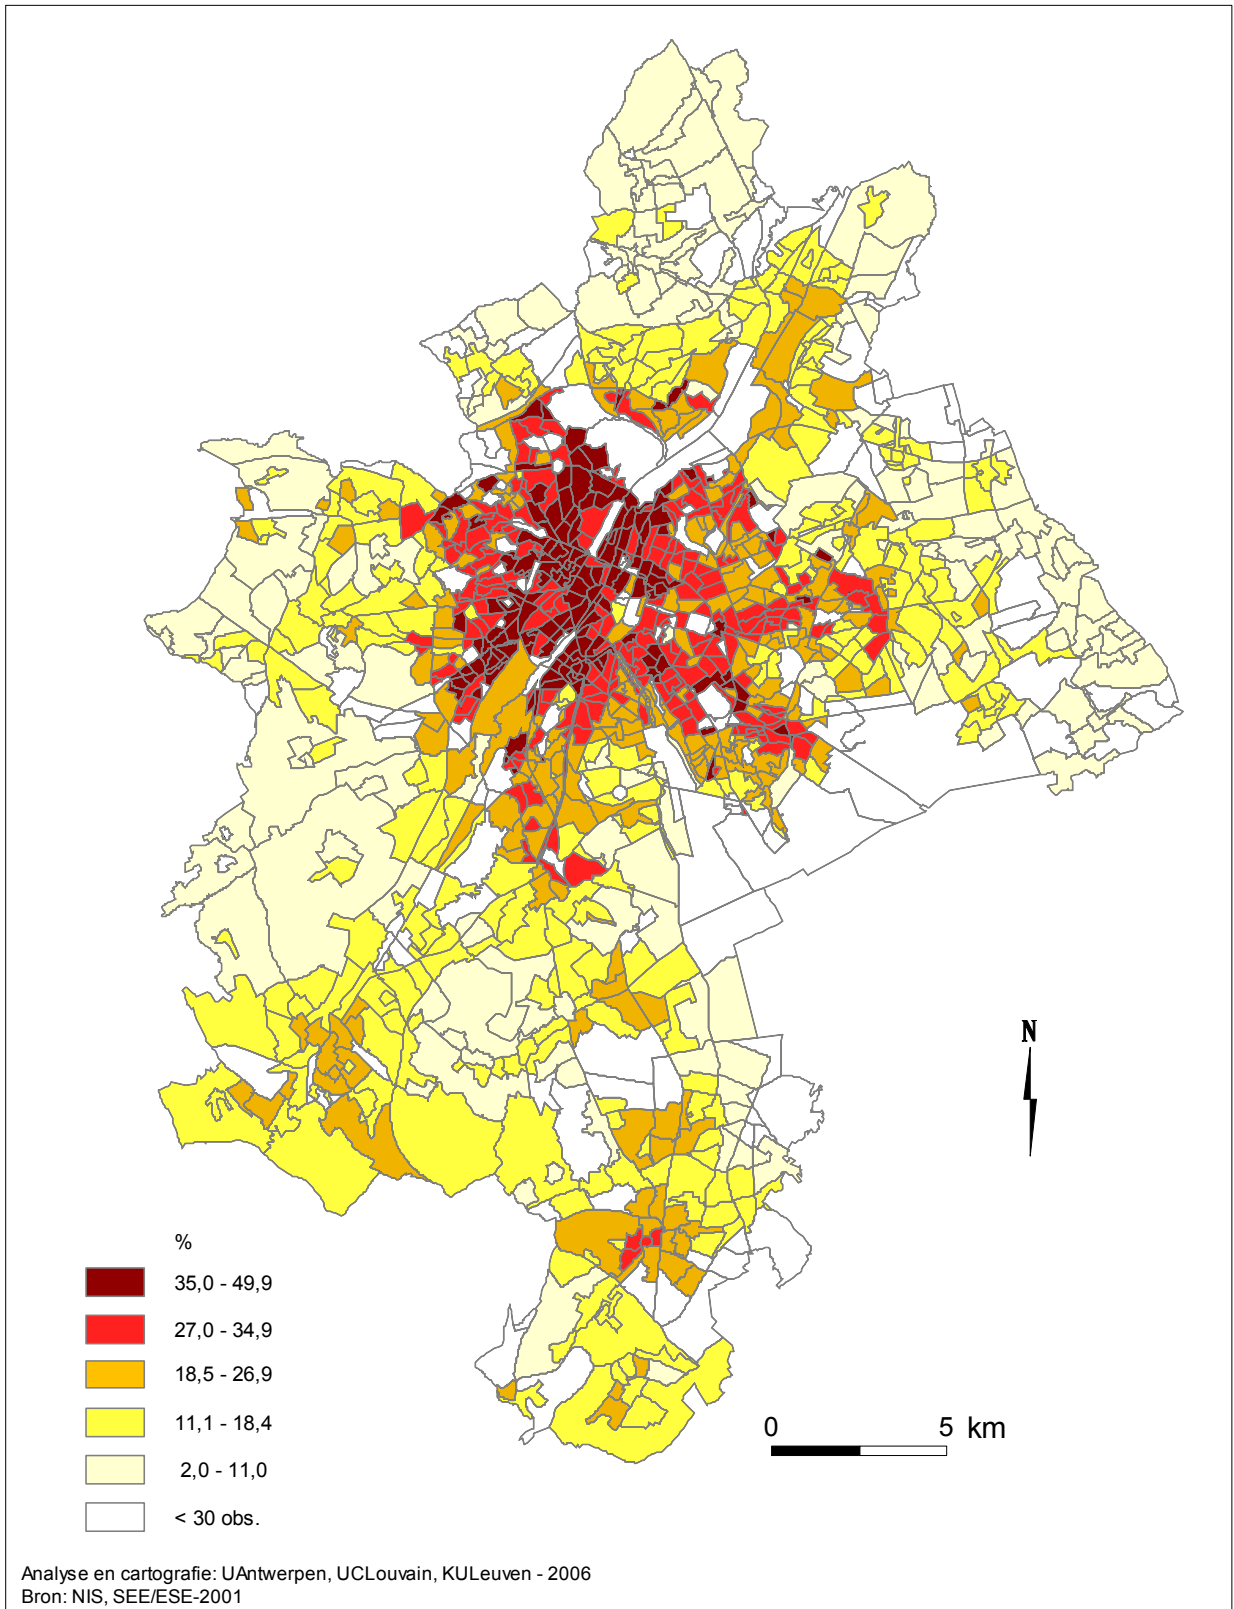 N
%
35,0 - 49,9
27,0 - 34,9
18,5 - 26,9
11,1 - 18,4
2,0 - 11,0
< 30 obs.
0 5 km
Analyse en cartografie: UAntwerpen, UCLouvain, KULeuven - 2006
Bron: NIS, SEE/ESE-2001